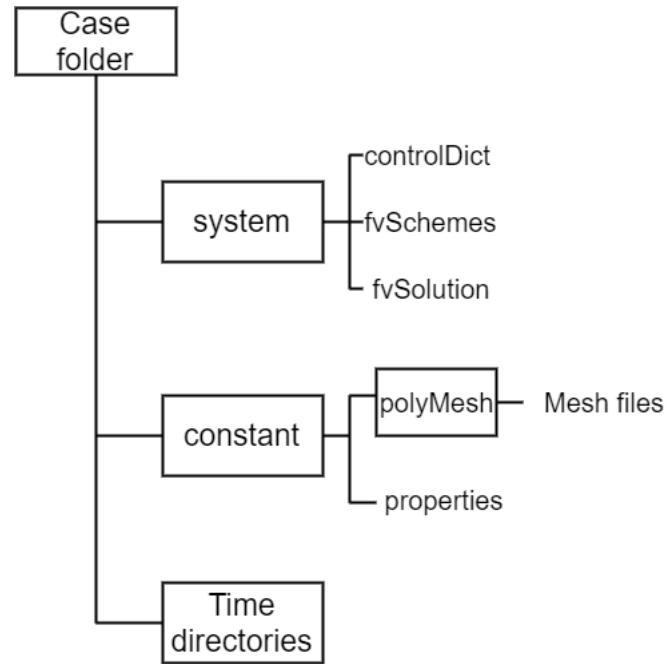 Case
folder
controlDict
system
fvSchemes
fvSolution
polyMesh
Mesh files
constant
properties
Time
directories